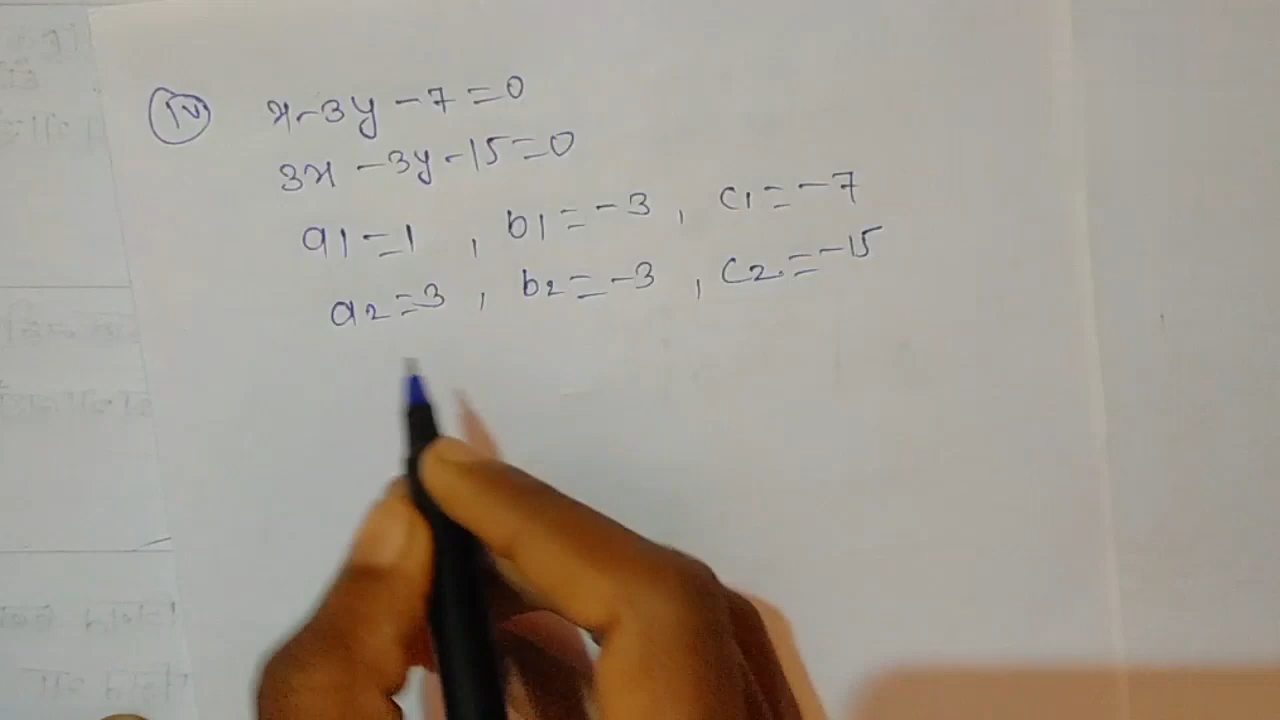 (iv) x-3y-7=0
3x-3y-15=0
a1=1, b1=-3, c1=-7
a2=3, b2=-3, c2=-15